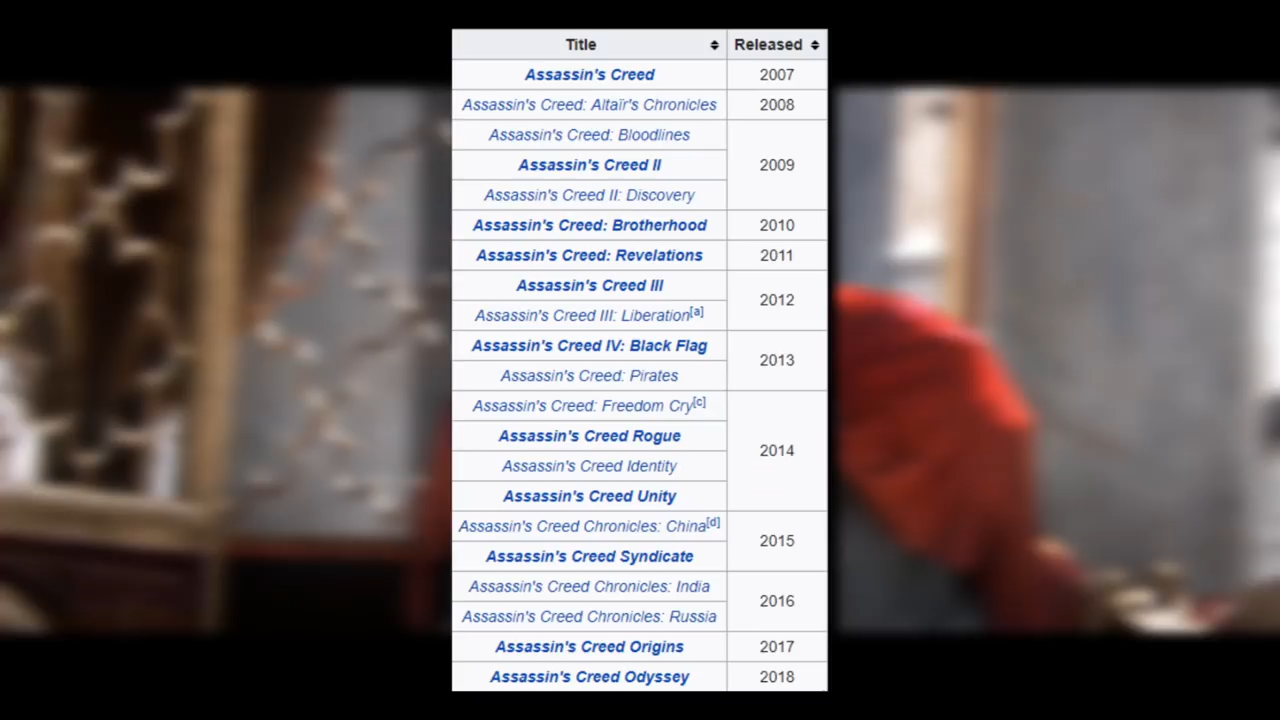 Title Released
Assassin's Creed 2007
Assassin's Creed: Altaïr's Chronicles 2008
Assassin's Creed: Bloodlines
Assassin's Creed II 2009
Assassin's Creed II: Discovery
Assassin's Creed: Brotherhood 2010
Assassin's Creed: Revelations 2011
Assassin's Creed III
2012
Assassin's Creed III: Liberation[a]
Assassin's Creed IV: Black Flag
2013
Assassin's Creed: Pirates
Assassin's Creed: Freedom Cry[c]
Assassin's Creed Rogue
2014
Assassin's Creed Identity
Assassin's Creed Unity
Assassin's Creed Chronicles: China[d]
2015
Assassin's Creed Syndicate
Assassin's Creed Chronicles: India
2016
Assassin's Creed Chronicles: Russia
Assassin's Creed Origins 2017
Assassin's Creed Odyssey 2018